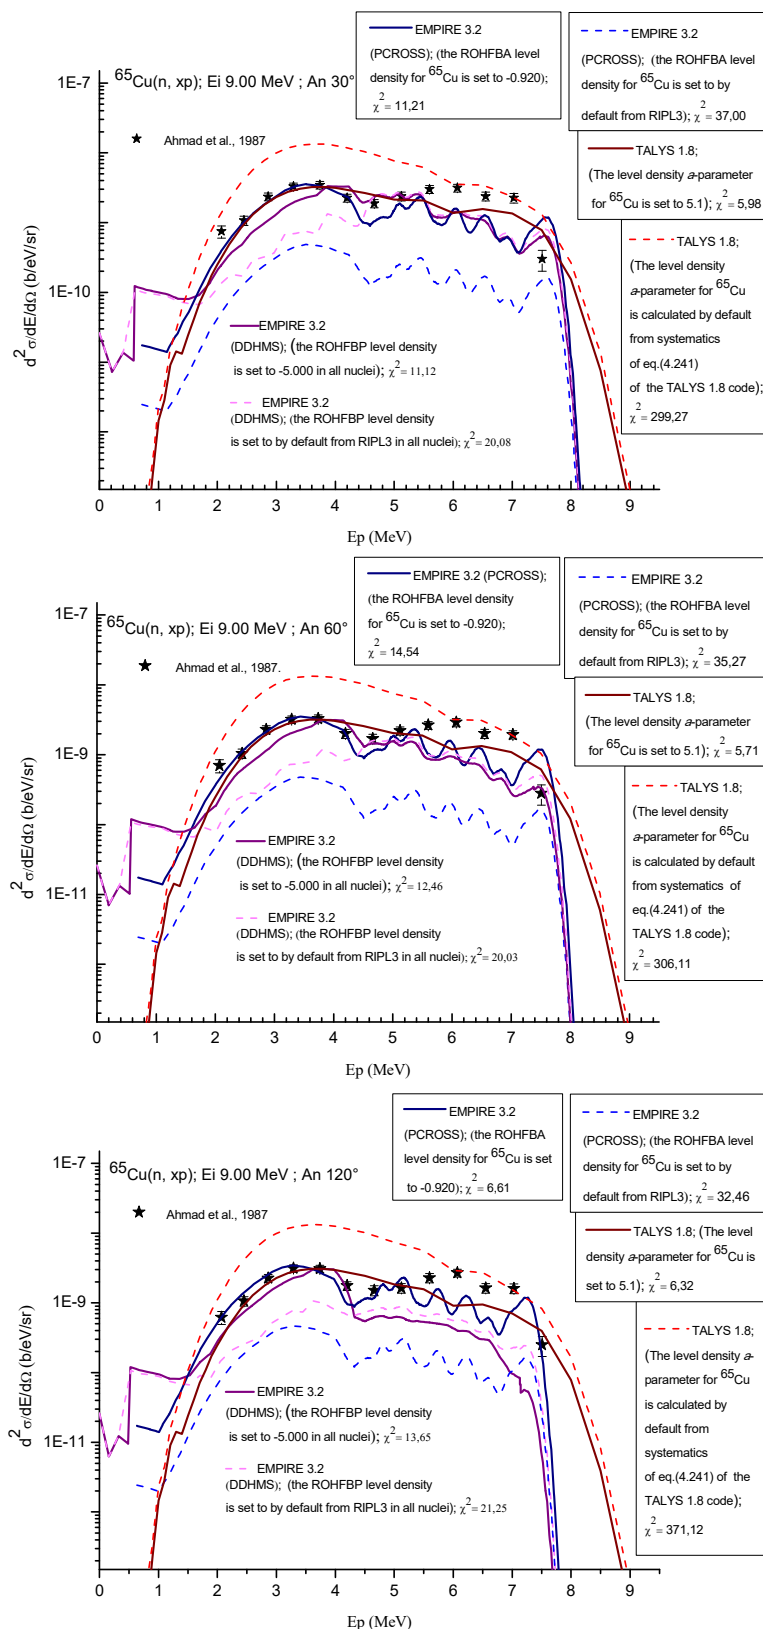 EMPIRE 3.2
(PCROSS); (the ROHFBA level
density for 65Cu is set to -0.920);
χ2 = 11,21
EMPIRE 3.2
(PCROSS); (the ROHFBA level
density for 65Cu is set to by
default from RIPL3); χ2 = 37,00
65Cu(n, xp); Ei 9.00 MeV ; An 30°
Ahmad et al., 1987
TALYS 1.8;
(The level density a-parameter
for 65Cu is set to 5.1); χ2 = 5,98
TALYS 1.8;
(The level density
a-parameter for 65Cu
is calculated by default
from systematics
of eq.(4.241)
of the TALYS 1.8 code);
χ2 = 299,27
EMPIRE 3.2
(DDHMS); (the ROHFBP level density
is set to -5.000 in all nuclei); χ2 = 11,12
EMPIRE 3.2
(DDHMS); (the ROHFBP level density
is set to by default from RIPL3 in all nuclei); χ2 = 20,08
1E-7
1E-10
d2σ/dE/dΩ (b/eV/sr)
0 1 2 3 4 5 6 7 8 9
Ep (MeV)
EMPIRE 3.2 (PCROSS);
(the ROHFBA level density
for 65Cu is set to -0.920);
χ2 = 14,54
EMPIRE 3.2
(PCROSS); (the ROHFBA level
density for 65Cu is set to by
default from RIPL3); χ2 = 35,27
65Cu(n, xp); Ei 9.00 MeV ; An 60°
Ahmad et al., 1987.
TALYS 1.8;
(The level density a-parameter
for 65Cu is set to 5.1); χ2 = 5,71
TALYS 1.8;
(The level density
a-parameter for 65Cu
is calculated by default
from systematics of
eq.(4.241) of the
TALYS 1.8 code);
χ2 = 306,11
EMPIRE 3.2
(DDHMS); (the ROHFBP level density
is set to -5.000 in all nuclei); χ2 = 12,46
EMPIRE 3.2
(DDHMS); (the ROHFBP level density
is set to by default from RIPL3 in all nuclei); χ2 = 20,03
1E-7
1E-9
1E-11
d2σ/dE/dΩ (b/eV/sr)
0 1 2 3 4 5 6 7 8 9
Ep (MeV)
EMPIRE 3.2
(PCROSS); (the ROHFBA
level density for 65Cu is set
to -0.920); χ2 = 6,61
EMPIRE 3.2
(PCROSS); (the ROHFBA level
density for 65Cu is set to by
default from RIPL3); χ2 = 32,46
65Cu(n, xp); Ei 9.00 MeV ; An 120°
Ahmad et al., 1987
TALYS 1.8; (The level
density a-parameter for 65Cu is
set to 5.1); χ2 = 6,32
TALYS 1.8;
(The level density a-
parameter for 65Cu
is calculated by
default from
systematics
of eq.(4.241) of the
TALYS 1.8 code);
χ2 = 371,12
EMPIRE 3.2
(DDHMS); (the ROHFBP level density
is set to -5.000 in all nuclei); χ2 = 13,65
EMPIRE 3.2
(DDHMS); (the ROHFBP level density
is set to by default from RIPL3 in all nuclei); χ2 = 21,25
1E-7
1E-9
1E-11
d2σ/dE/dΩ (b/eV/sr)
0 1 2 3 4 5 6 7 8 9
Ep (MeV)